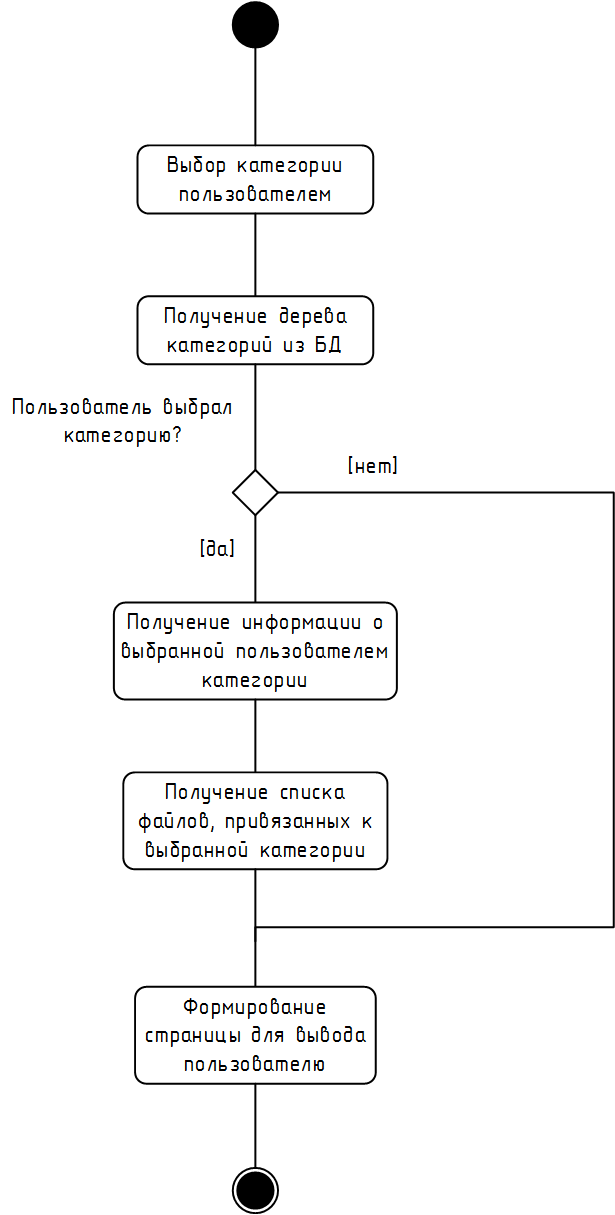 Выбор категории
пользователем
Получение дерева
категорий из БД
Пользователь выбрал
категорию?
[нет]
[да]
Получение информации о
выбранной пользователем
категории
Получение списка
файлов, привязанных к
выбранной категории
Формирование
страницы для вывода
пользователю